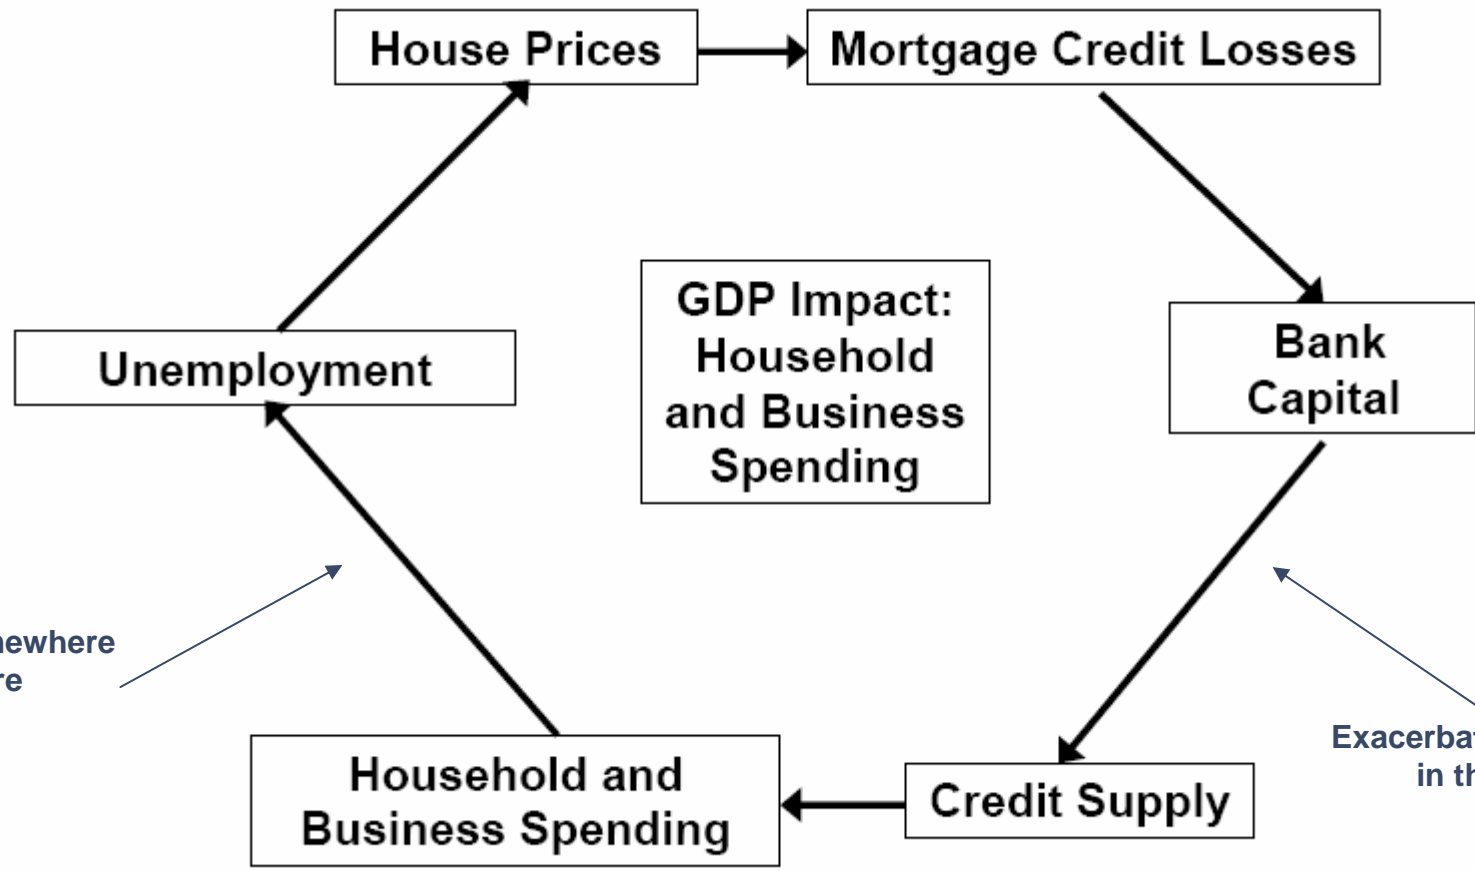 House Prices
Mortgage Credit Losses
GDP Impact:
Household
and Business
Spending
Bank
Capital
Unemployment
Household and
Business Spending
Credit Supply
in